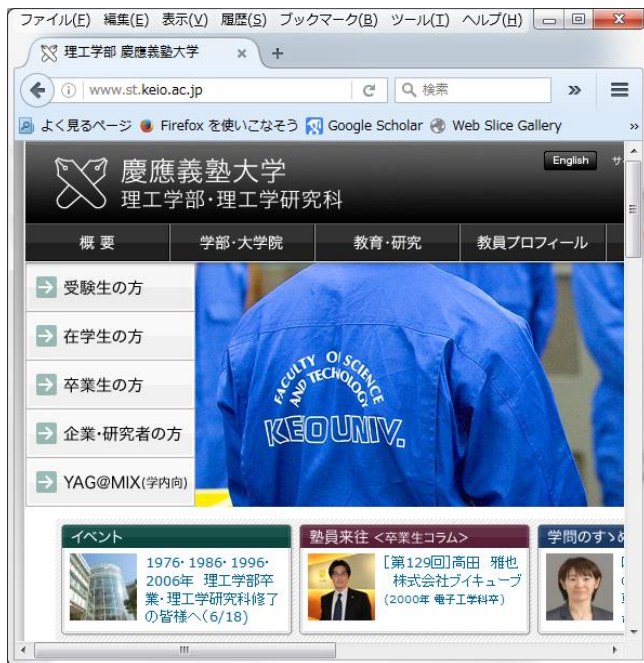 ファイル(F) 編集(E) 表示(V) 履歴(S) ブックマーク(B) ツール(T) ヘルプ(H)
理工学部 慶應義塾大学
www.st.keio.ac.jp
検索
よく見るページ Firefox を使いこなそう Google Scholar Web Slice Gallery
慶應義塾大学
理工学部・理工学研究科
English
概要 学部・大学院 教育・研究 教員プロフィール
受験生の方
在学生の方
卒業生の方
企業・研究者の方
YAG@MIX(学内向)
FACULTY OF SCIENCE
AND TECHNOLOGY
KEO UNIV.
イベント
1976・1986・1996・
2006年 理工学部卒
業・理工学研究科修了
の皆様へ(6/18)
塾員来往 <卒業生コラム>
[第129回]高田 雅也
株式会社ブイキューブ
(2000年 電子工学科卒)
学問のすゝめ